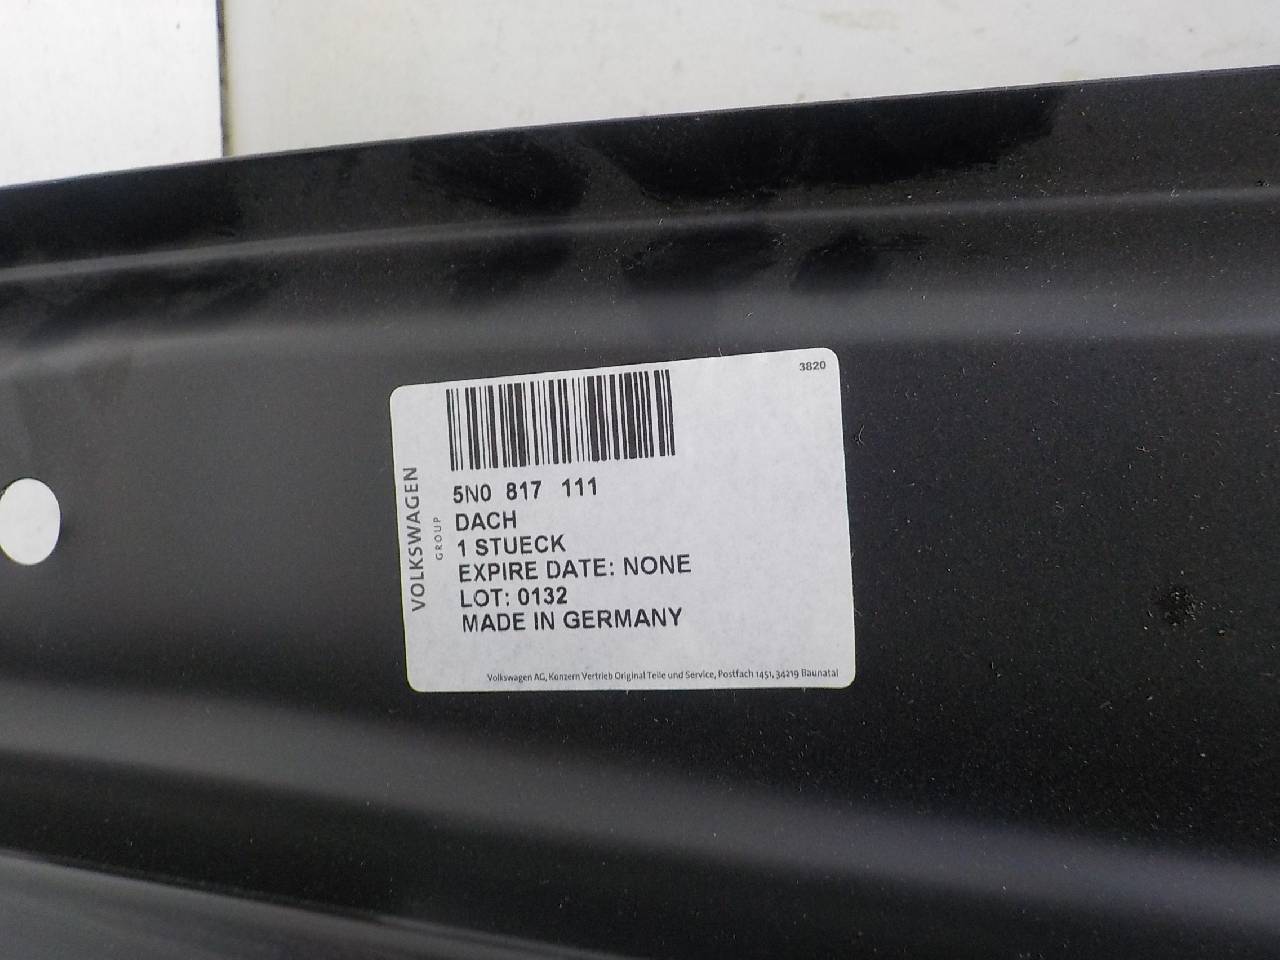 3820
5N0 817 111
DACH
1 STUECK
EXPIRE DATE: NONE
LOT: 0132
MADE IN GERMANY
VOLKSWAGEN
GROUP
Volkswagen AG, Konzern Vertrieb Original Teile und Service, Postfach 1451, 34219 Baunatal